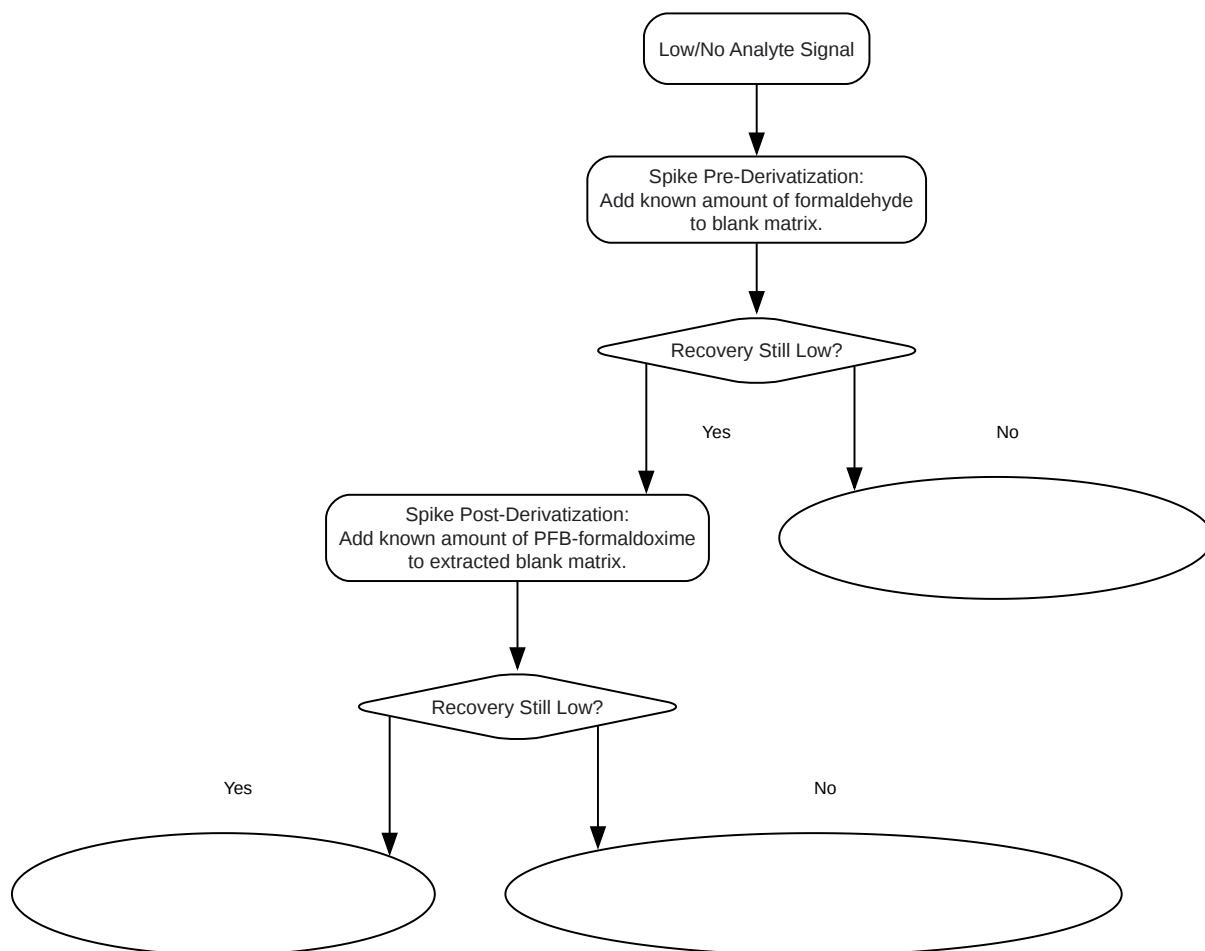 Low/No Analyte Signal
Spike Pre-Derivatization:
Add known amount of formaldehyde
to blank matrix.
Recovery Still Low?
Yes
No
Spike Post-Derivatization:
Add known amount of PFB-formaldoxime
to extracted blank matrix.
Recovery Still Low?
Yes
No